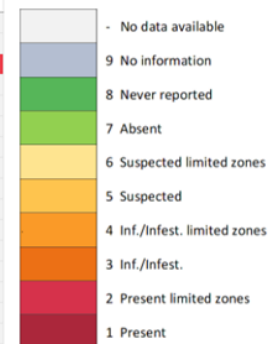 - No data available
9 No information
8 Never reported
7 Absent
6 Suspected limited zones
5 Suspected
4 Inf./Infest. limited zones
3 Inf./Infest.
2 Present limited zones
1 Present